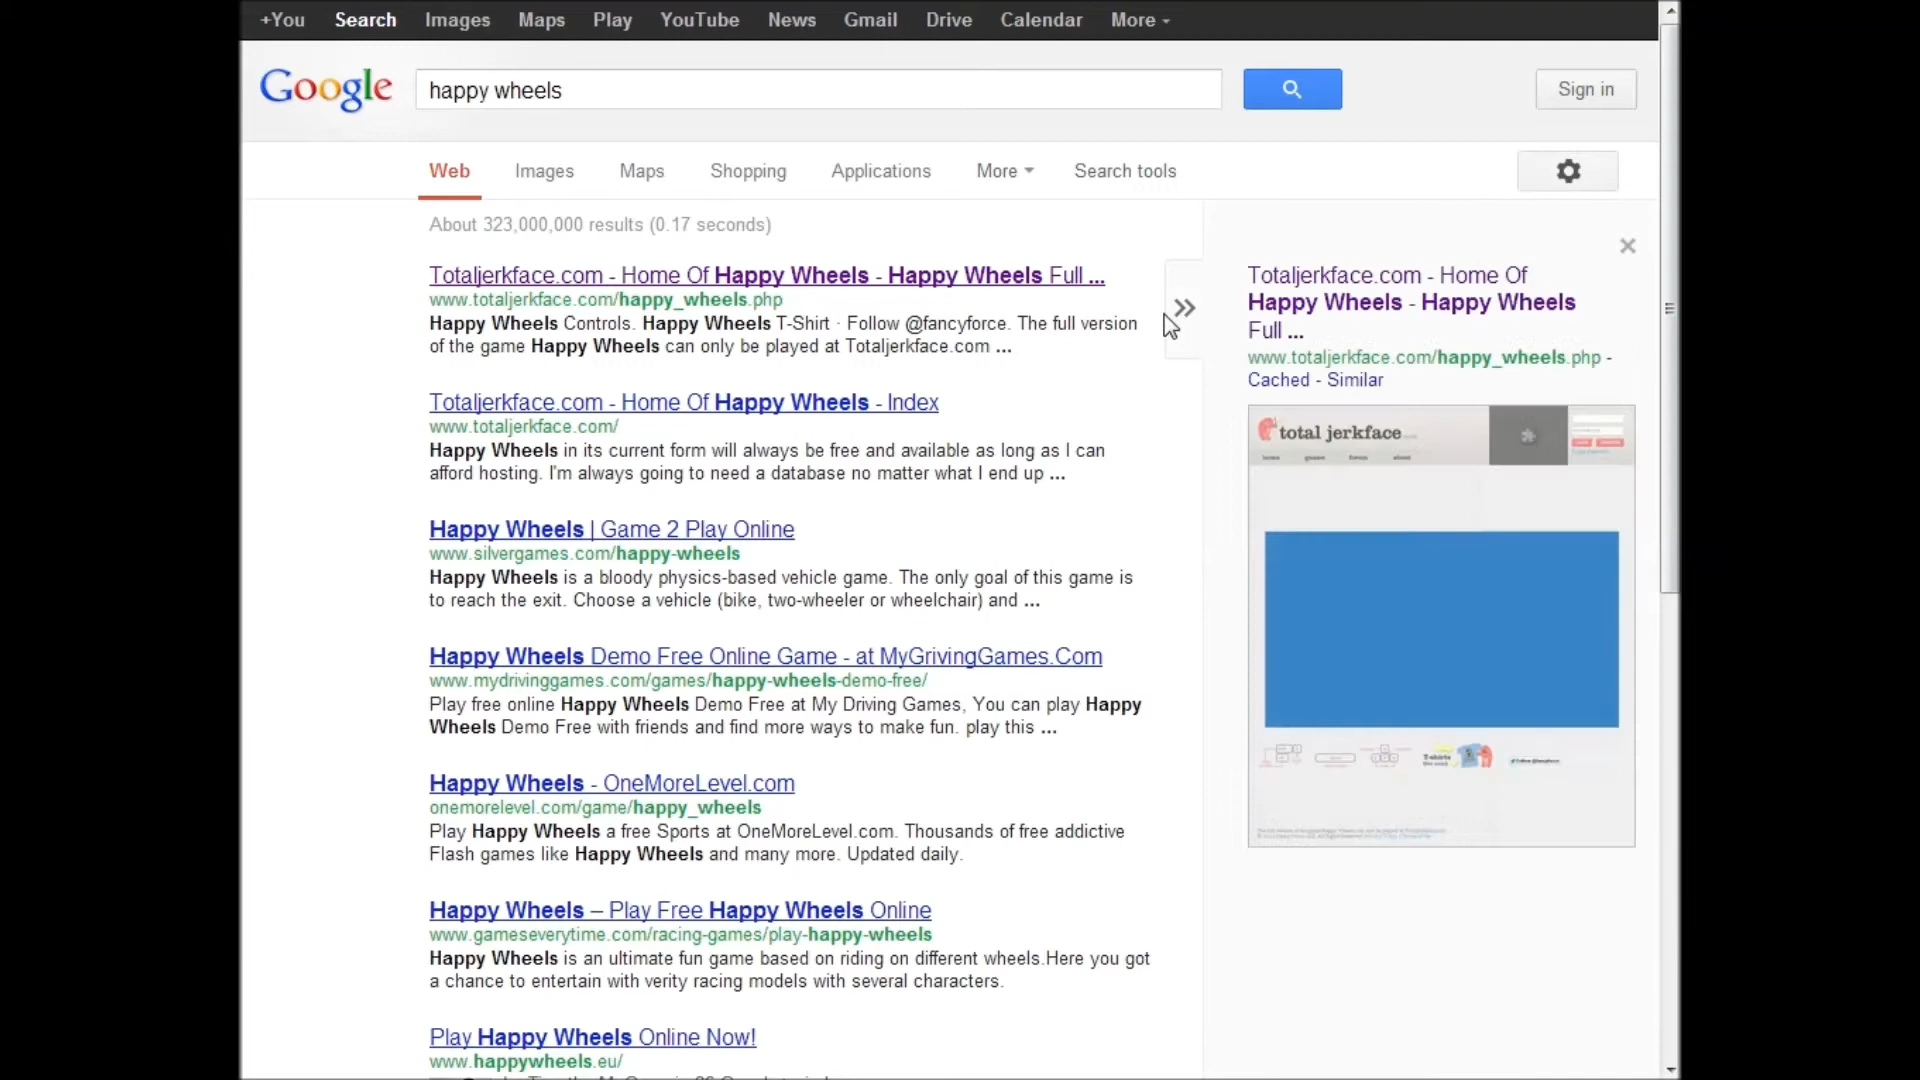 +You Search Images Maps Play YouTube News Gmail Drive Calendar More
Google happy wheels Sign in
Web Images Maps Shopping Applications More Search tools
About 323,000,000 results (0.17 seconds)
Totaljerkface.com - Home Of Happy Wheels - Happy Wheels Full ...
www.totaljerkface.com/happy_wheels.php
Happy Wheels Controls. Happy Wheels T-Shirt · Follow @fancyforce. The full version
of the game Happy Wheels can only be played at Totaljerkface.com ...
Totaljerkface.com - Home Of Happy Wheels - Index
www.totaljerkface.com/
Happy Wheels in its current form will always be free and available as long as I can
afford hosting. I'm always going to need a database no matter what I end up ...
Happy Wheels | Game 2 Play Online
www.silvergames.com/happy-wheels
Happy Wheels is a bloody physics-based vehicle game. The only goal of this game is
to reach the exit. Choose a vehicle (bike, two-wheeler or wheelchair) and ...
Happy Wheels Demo Free Online Game - at MyGrivingGames.Com
www.mydrivinggames.com/games/happy-wheels-demo-free/
Play free online Happy Wheels Demo Free at My Driving Games, You can play Happy
Wheels Demo Free with friends and find more ways to make fun. play this ...
Happy Wheels - OneMoreLevel.com
onemorelevel.com/game/happy_wheels
Play Happy Wheels a free Sports at OneMoreLevel.com. Thousands of free addictive
Flash games like Happy Wheels and many more. Updated daily.
Happy Wheels – Play Free Happy Wheels Online
www.gameseverytime.com/racing-games/play-happy-wheels
Happy Wheels is an ultimate fun game based on riding on different wheels.Here you got
a chance to entertain with verity racing models with several characters.
Play Happy Wheels Online Now!
www.happywheels.eu/
Totaljerkface.com - Home Of
Happy Wheels - Happy Wheels
Full ...
www.totaljerkface.com/happy_wheels.php -
Cached - Similar
total jerkface
home games forum about
T-shirts